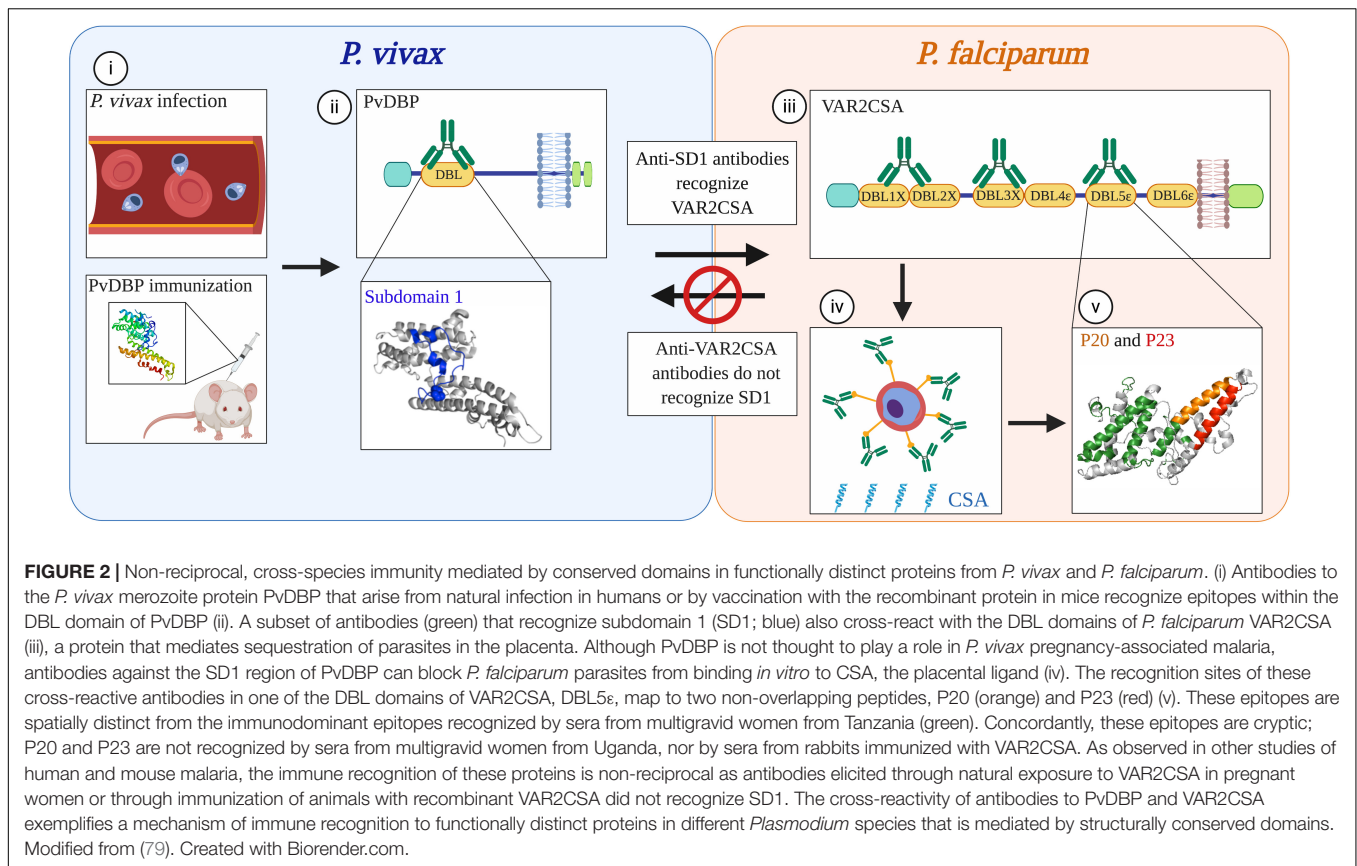 P. vivax
P. falciparum
i
P. vivax infection
PvDBP immunization
ii
PvDBP
DBL
Subdomain 1
Anti-SD1 antibodies
recognize
VAR2CSA
Anti-VAR2CSA
antibodies do not
recognize SD1
iii
VAR2CSA
DBL1X
DBL2X
DBL3X
DBL4ε
DBL5ε
DBL6ε
iv
CSA
v
P20 and P23
FIGURE 2 | Non-reciprocal, cross-species immunity mediated by conserved domains in functionally distinct proteins from P. vivax and P. falciparum. (i) Antibodies to
the P. vivax merozoite protein PvDBP that arise from natural infection in humans or by vaccination with the recombinant protein in mice recognize epitopes within the
DBL domain of PvDBP (ii). A subset of antibodies (green) that recognize subdomain 1 (SD1; blue) also cross-react with the DBL domains of P. falciparum VAR2CSA
(iii), a protein that mediates sequestration of parasites in the placenta. Although PvDBP is not thought to play a role in P. vivax pregnancy-associated malaria,
antibodies against the SD1 region of PvDBP can block P. falciparum parasites from binding in vitro to CSA, the placental ligand (iv). The recognition sites of these
cross-reactive antibodies in one of the DBL domains of VAR2CSA, DBL5ε, map to two non-overlapping peptides, P20 (orange) and P23 (red) (v). These epitopes are
spatially distinct from the immunodominant epitopes recognized by sera from multigravid women from Tanzania (green). Concordantly, these epitopes are cryptic;
P20 and P23 are not recognized by sera from multigravid women from Uganda, nor by sera from rabbits immunized with VAR2CSA. As observed in other studies of
human and mouse malaria, the immune recognition of these proteins is non-reciprocal as antibodies elicited through natural exposure to VAR2CSA in pregnant
women or through immunization of animals with recombinant VAR2CSA did not recognize SD1. The cross-reactivity of antibodies to PvDBP and VAR2CSA
exemplifies a mechanism of immune recognition to functionally distinct proteins in different Plasmodium species that is mediated by structurally conserved domains.
Modified from (79). Created with Biorender.com.